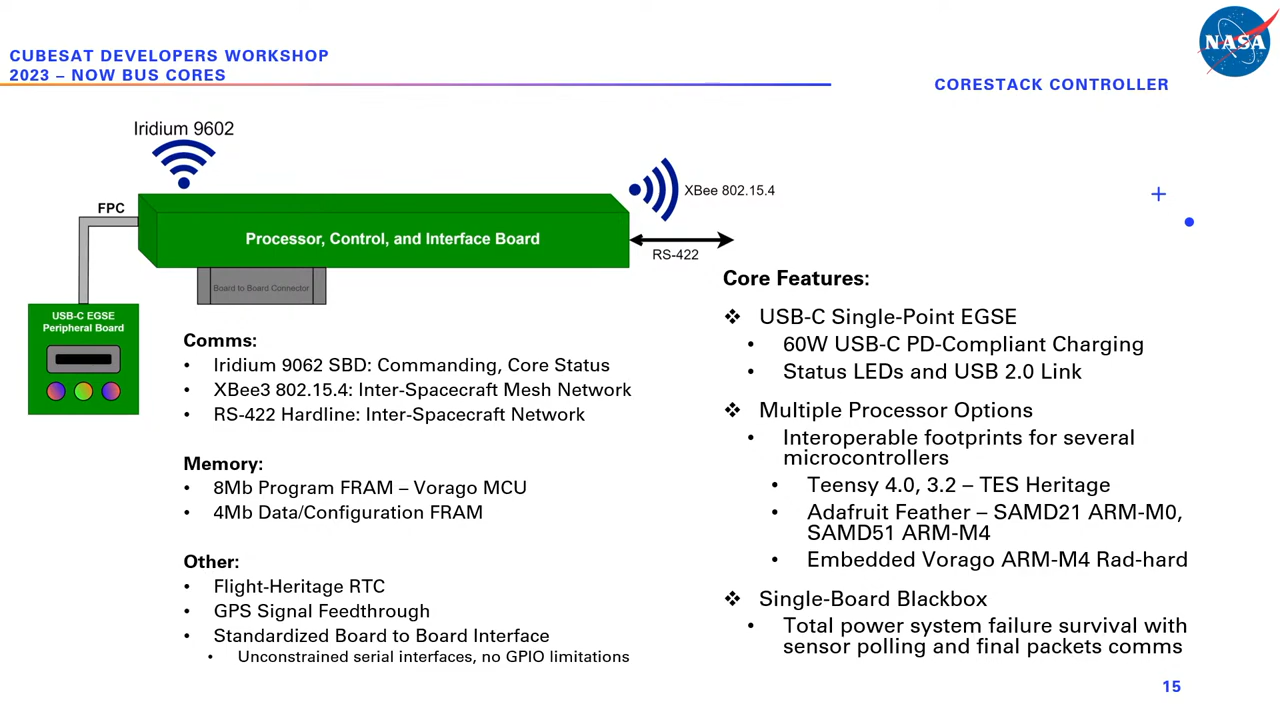 CUBESAT DEVELOPERS WORKSHOP
2023 – NOW BUS CORES
CORESTACK CONTROLLER
NASA
Iridium 9602
XBee 802.15.4
FPC
Processor, Control, and Interface Board
RS-422
Board to Board Connector
USB-C EGSE
Peripheral Board
Comms:
• Iridium 9062 SBD: Commanding, Core Status
• XBee3 802.15.4: Inter-Spacecraft Mesh Network
• RS-422 Hardline: Inter-Spacecraft Network
Memory:
• 8Mb Program FRAM – Vorago MCU
• 4Mb Data/Configuration FRAM
Other:
• Flight-Heritage RTC
• GPS Signal Feedthrough
• Standardized Board to Board Interface
• Unconstrained serial interfaces, no GPIO limitations
Core Features:
❖ USB-C Single-Point EGSE
• 60W USB-C PD-Compliant Charging
• Status LEDs and USB 2.0 Link
❖ Multiple Processor Options
• Interoperable footprints for several
microcontrollers
• Teensy 4.0, 3.2 – TES Heritage
• Adafruit Feather – SAMD21 ARM-M0,
SAMD51 ARM-M4
• Embedded Vorago ARM-M4 Rad-hard
❖ Single-Board Blackbox
• Total power system failure survival with
sensor polling and final packets comms
15